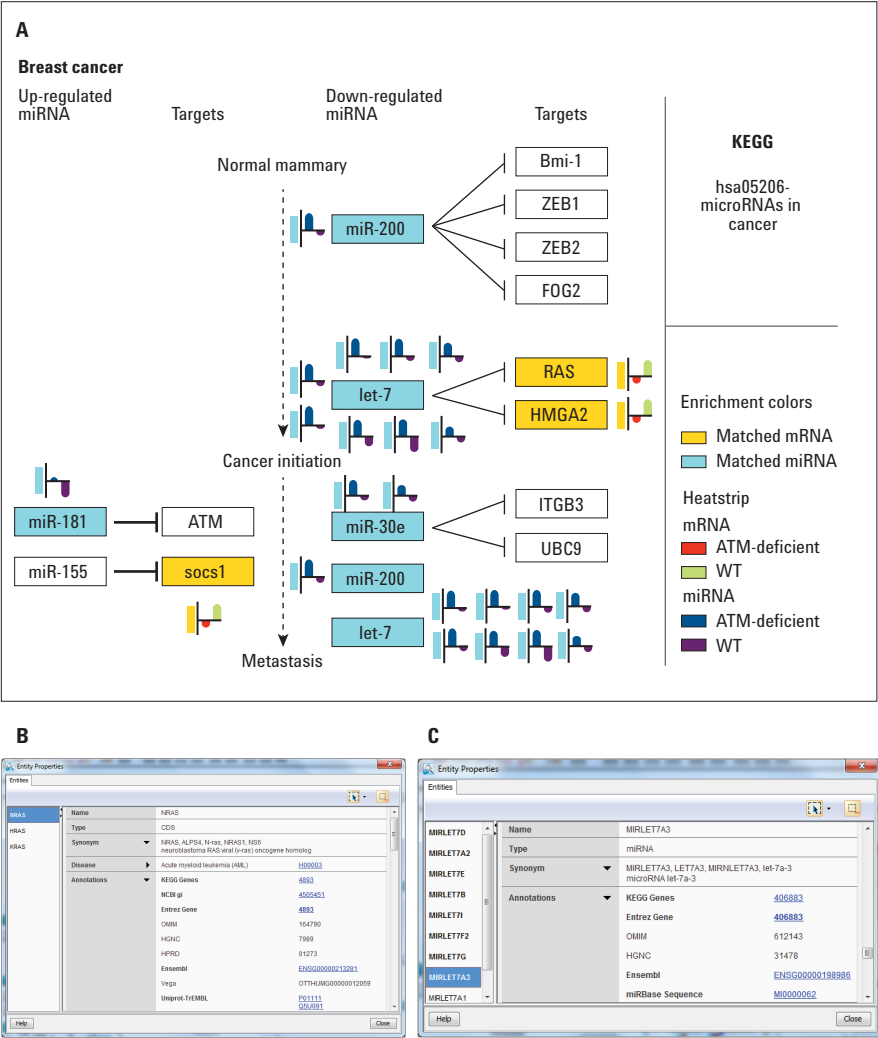 A
Breast cancer
Up-regulated
miRNA
Targets
Down-regulated
miRNA
Targets
Normal mammary
miR-200
Bmi-1
ZEB1
ZEB2
FOG2
let-7
RAS
HMGA2
Cancer initiation
miR-181
ATM
miR-155
socs1
miR-30e
ITGB3
UBC9
miR-200
let-7
Metastasis
KEGG
hsa05206-
microRNAs in
cancer
Enrichment colors
Matched mRNA
Matched miRNA
Heatstrip
mRNA
ATM-deficient
WT
miRNA
ATM-deficient
WT
B
Entity Properties
Entities
NRAS
HRAS
KRAS
Name NRAS
Type CDS
Synonym NRAS, ALPS4, N-ras, NRAS1, NS6
neuroblastoma RAS viral (v-ras) oncogene homolog
Disease Acute myeloid leukemia (AML) H00003
Annotations KEGG Genes 4893
NCBI gi 4505451
Entrez Gene 4893
OMIM 164790
HGNC 7989
HPRD 01273
Ensembl ENSG00000213281
Vega OTTHUMG00000012059
Uniprot-TrEMBL P01111
Q5U091
Help Close
C
Entity Properties
Entities
MIRLET7D
MIRLET7A2
MIRLET7E
MIRLET7B
MIRLET7I
MIRLET7F2
MIRLET7G
MIRLET7A3
MIRLET7A1
Name MIRLET7A3
Type miRNA
Synonym MIRLET7A3, LET7A3, MIRNLET7A3, let-7a-3
microRNA let-7a-3
Annotations KEGG Genes 406883
Entrez Gene 406883
OMIM 612143
HGNC 31478
Ensembl ENSG00000198986
miRBase Sequence MI0000062
Help Close